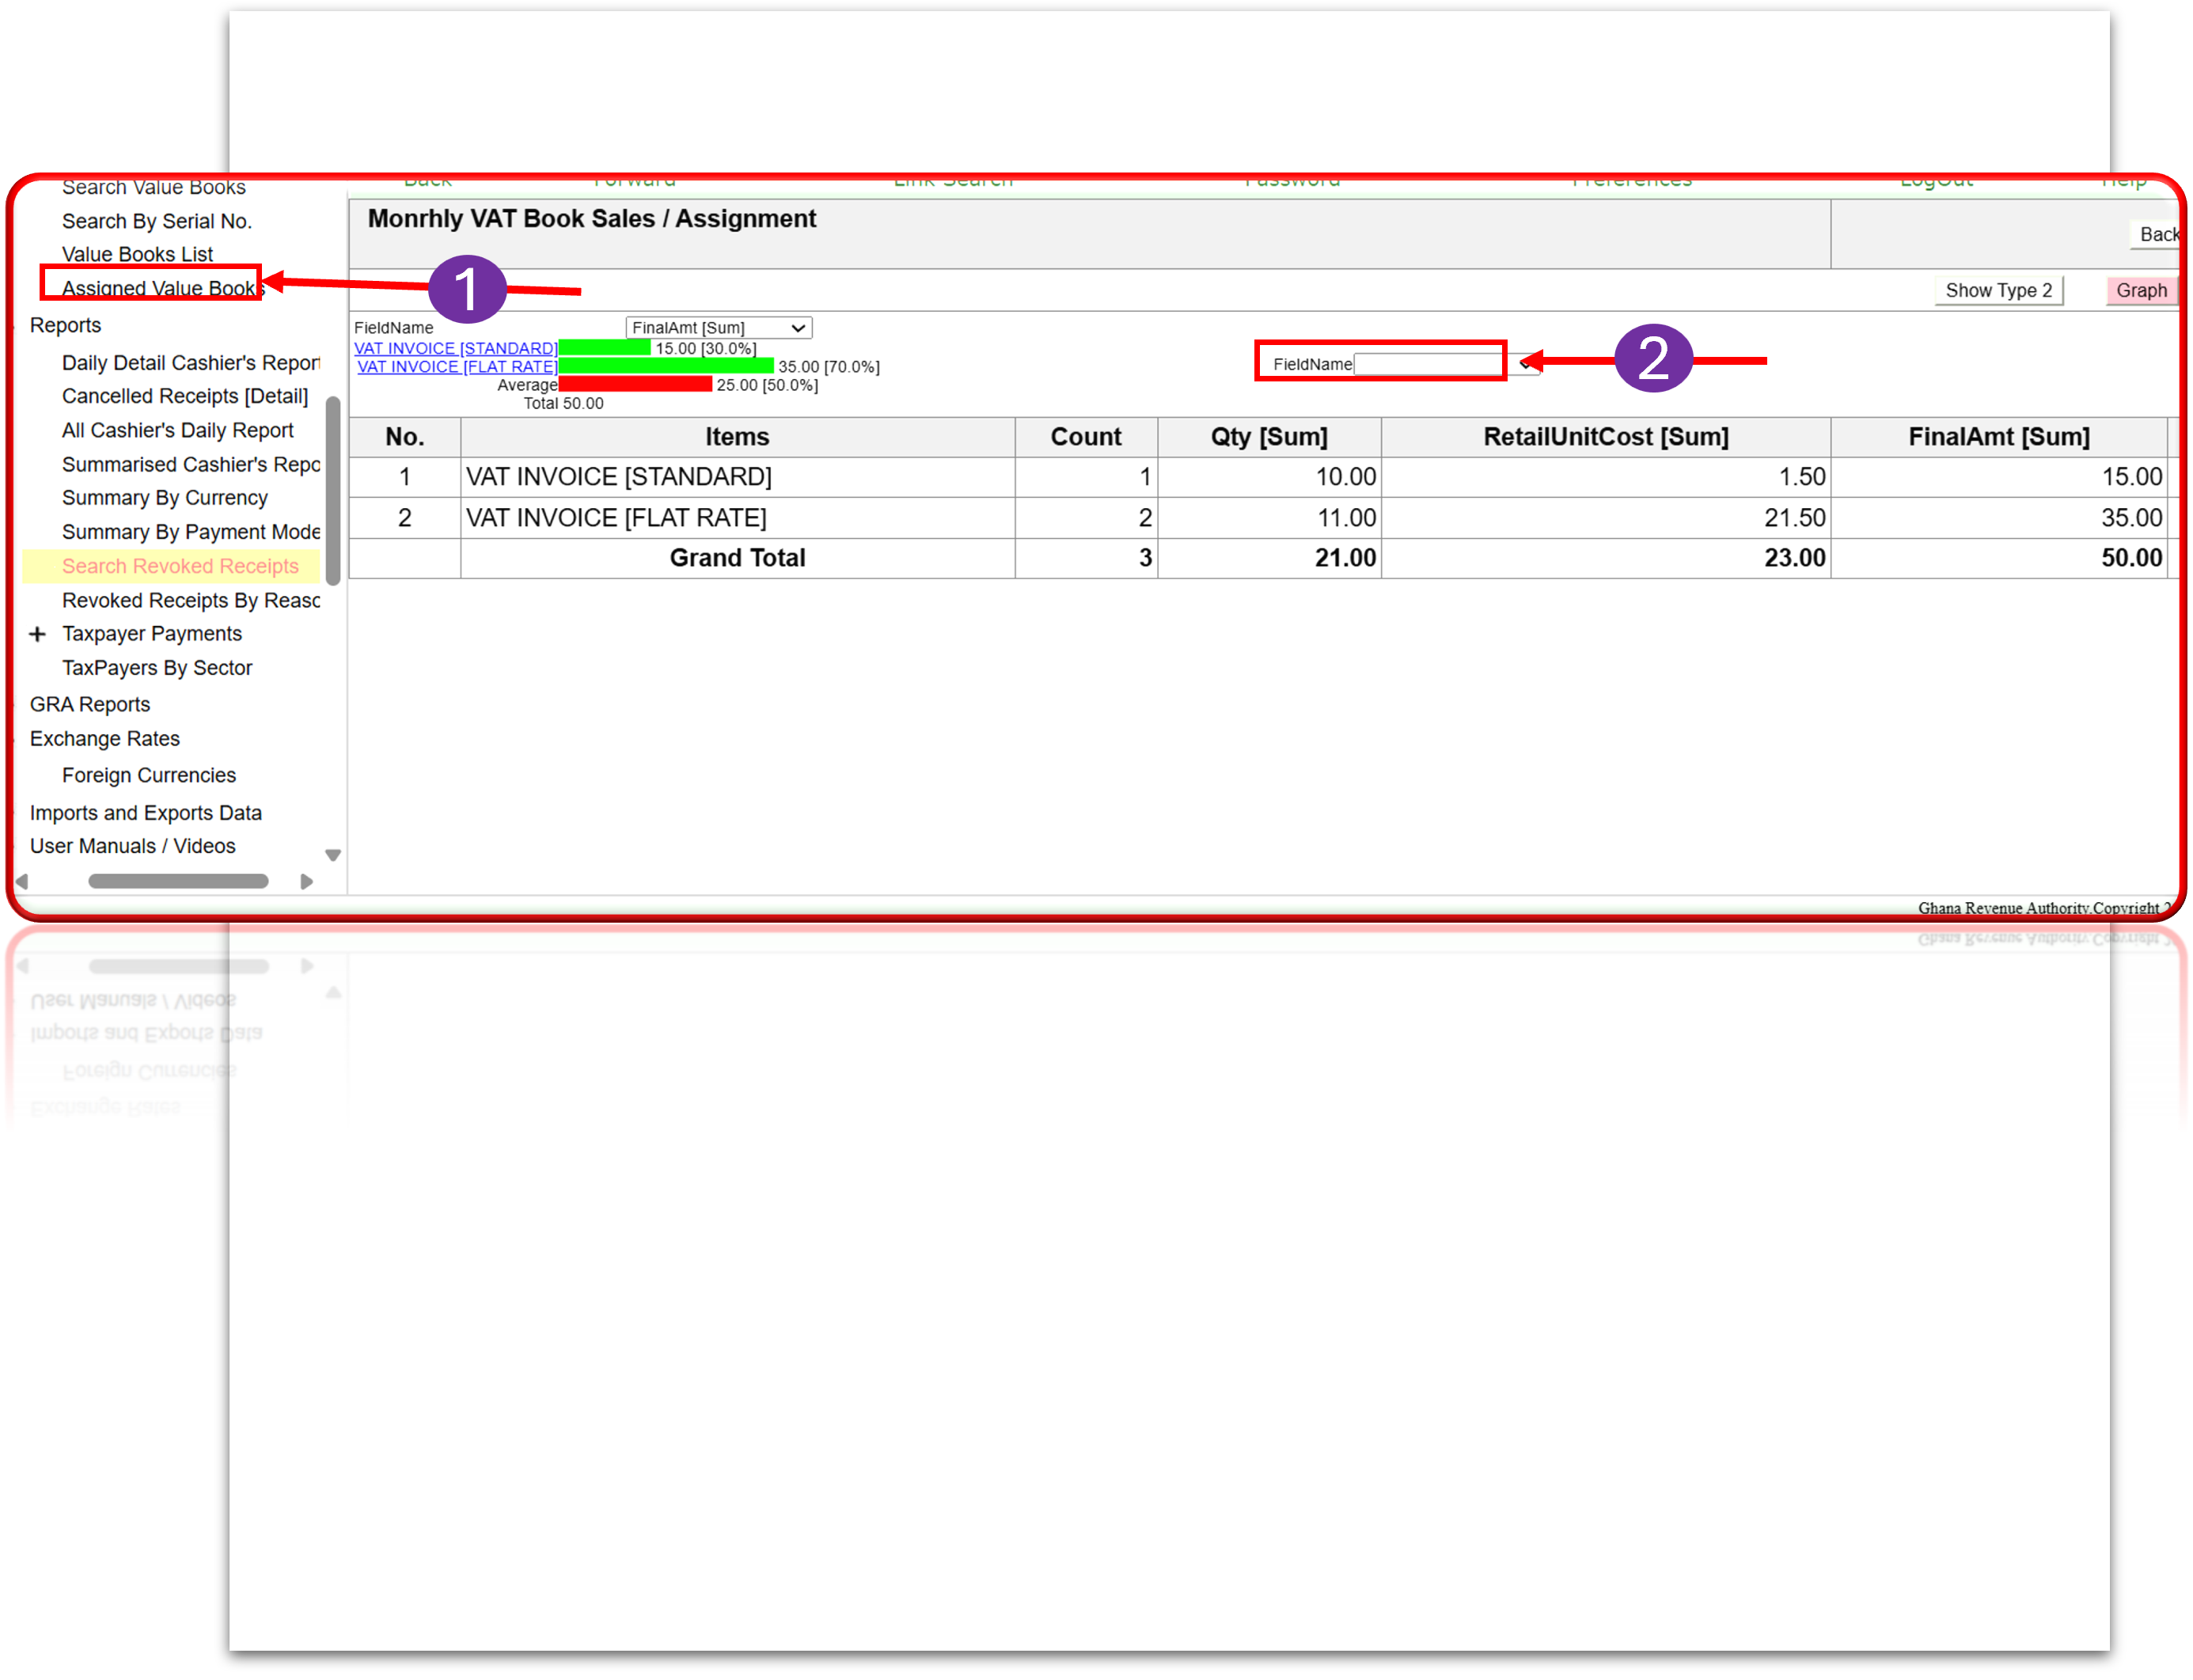 Back Forward Link Search Password Preferences LogOut Help
Search Value Books
Search By Serial No.
Value Books List
Assigned Value Books
Reports
Daily Detail Cashier's Report
Cancelled Receipts [Detail]
All Cashier's Daily Report
Summarised Cashier's Repo
Summary By Currency
Summary By Payment Mode
Search Revoked Receipts
Revoked Receipts By Reaso
+ Taxpayer Payments
TaxPayers By Sector
GRA Reports
Exchange Rates
Foreign Currencies
Imports and Exports Data
User Manuals / Videos
Monrhly VAT Book Sales / Assignment
Back
1
Show Type 2 Graph
FieldName FinalAmt [Sum]
VAT INVOICE [STANDARD] 15.00 [30.0%]
VAT INVOICE [FLAT RATE] 35.00 [70.0%]
Average 25.00 [50.0%]
Total 50.00
FieldName
2
No. Items Count Qty [Sum] RetailUnitCost [Sum] FinalAmt [Sum]
1 VAT INVOICE [STANDARD] 1 10.00 1.50 15.00
2 VAT INVOICE [FLAT RATE] 2 11.00 21.50 35.00
Grand Total 3 21.00 23.00 50.00
Ghana Revenue Authority.Copyright 2